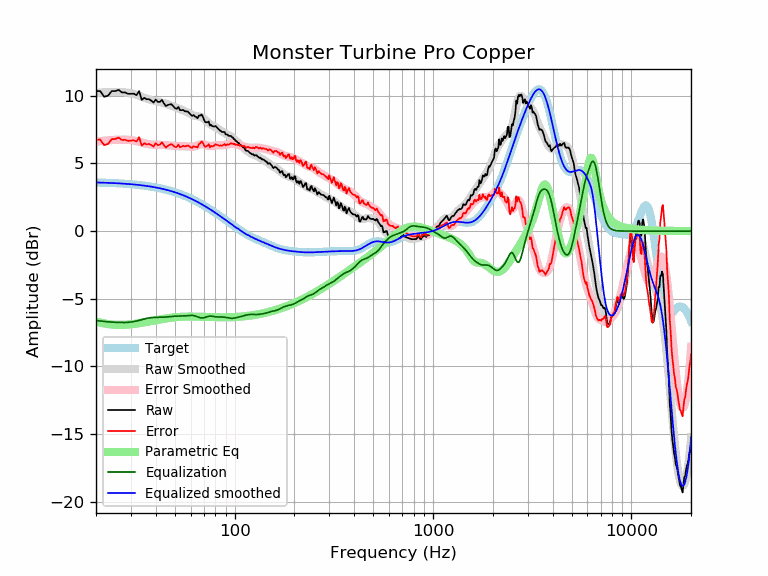 Monster Turbine Pro Copper
10
5
0
−5
−10
−15
−20
Amplitude (dBr)
Target
Raw Smoothed
Error Smoothed
Raw
Error
Parametric Eq
Equalization
Equalized smoothed
100
1000
10000
Frequency (Hz)